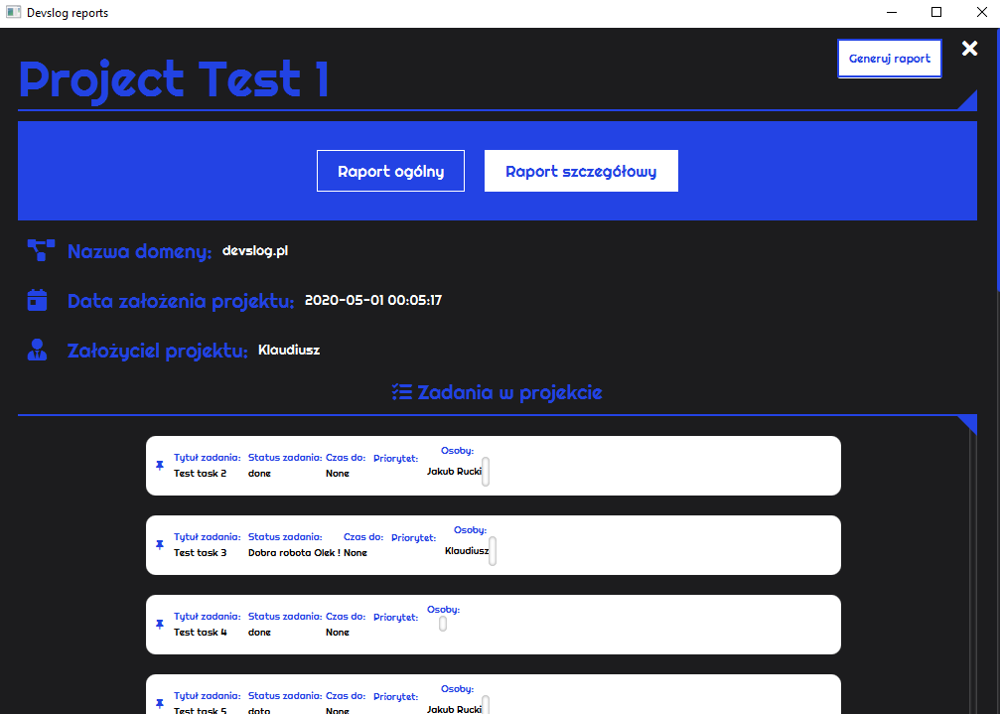 Devslog reports
Project Test 1
Generuj raport
Raport ogólny
Raport szczegółowy
Nazwa domeny: devslog.pl
Data założenia projektu: 2020-05-01 00:05:17
Założyciel projektu: Klaudiusz
Zadania w projekcie
Tytuł zadania: Status zadania: Czas do: Priorytet: Osoby:
Test task 2 done None Jakub Rucki
Tytuł zadania: Status zadania: Czas do: Priorytet: Osoby:
Test task 3 Dobra robota Olek ! None Klaudiusz
Tytuł zadania: Status zadania: Czas do: Priorytet: Osoby:
Test task 4 done None
Tytuł zadania: Status zadania: Czas do: Priorytet: Osoby:
Test task 5 doto None Jakub Rucki